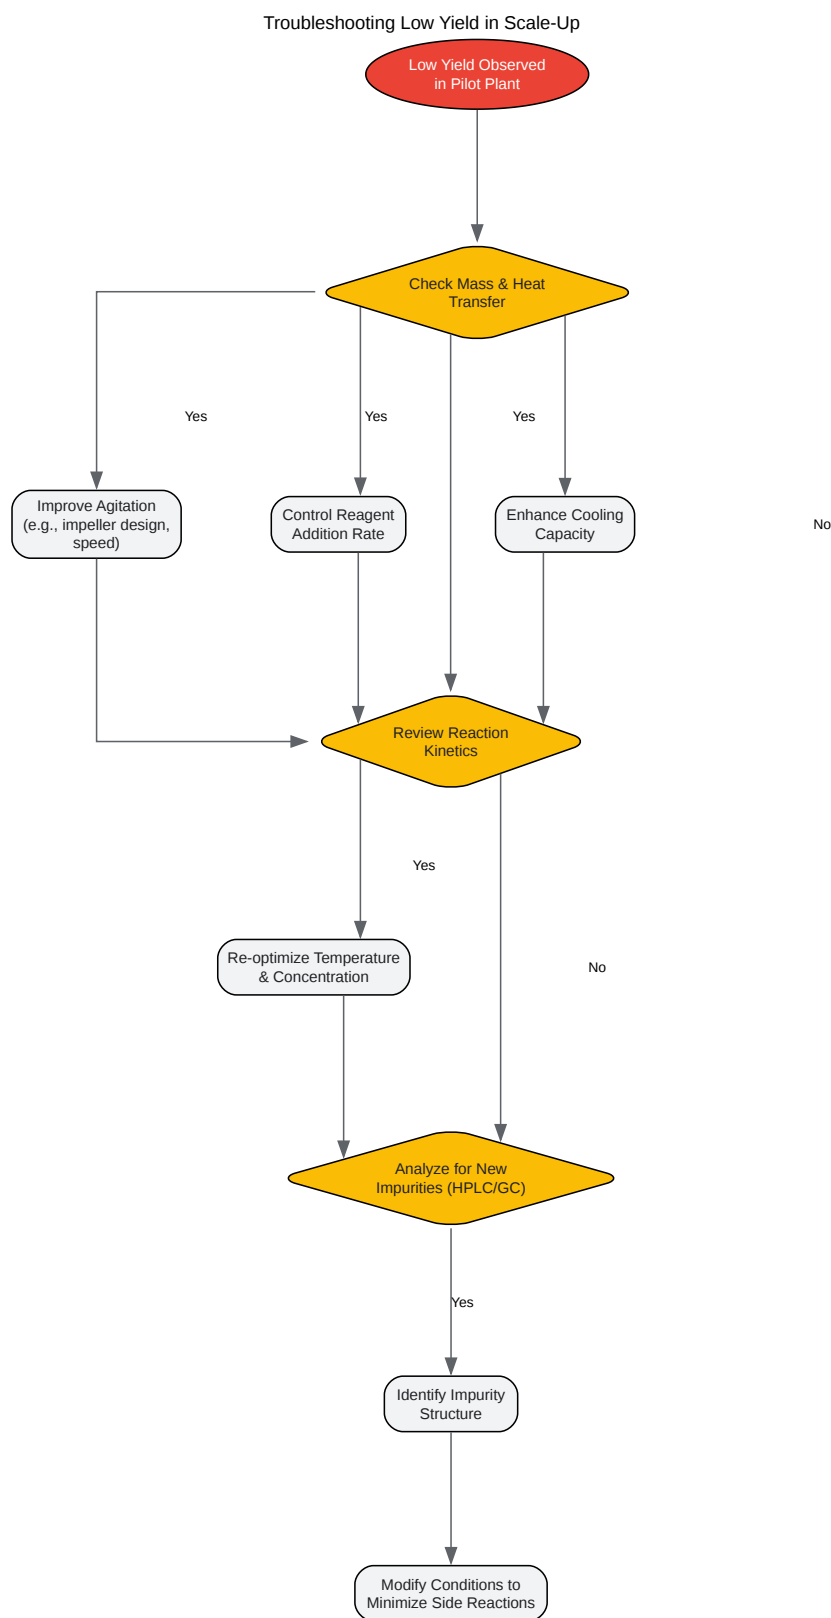 Troubleshooting Low Yield in Scale-Up
Low Yield Observed
in Pilot Plant
Check Mass & Heat
Transfer
Yes
Yes
Yes
Improve Agitation
(e.g., impeller design,
speed)
Control Reagent
Addition Rate
Enhance Cooling
Capacity
No
Review Reaction
Kinetics
Yes
Re-optimize Temperature
& Concentration
No
Analyze for New
Impurities (HPLC/GC)
Yes
Identify Impurity
Structure
Modify Conditions to
Minimize Side Reactions